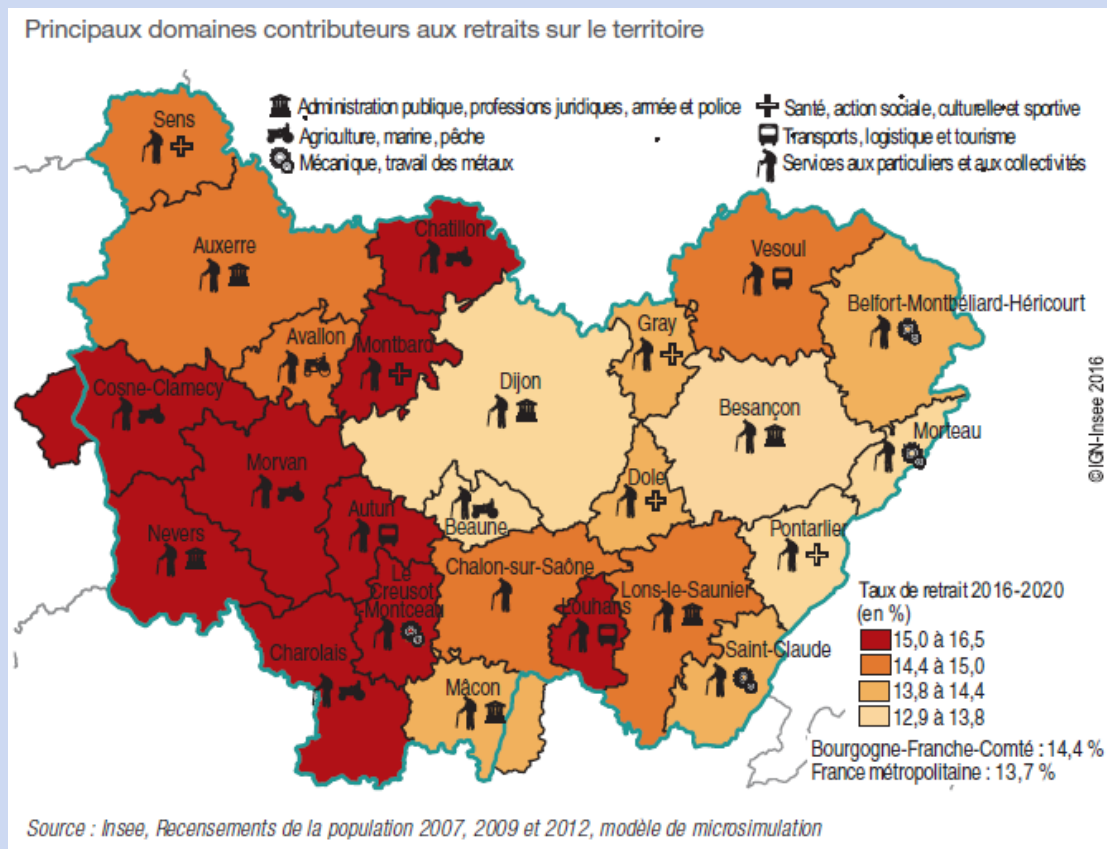 Principaux domaines contributeurs aux retraits sur le territoire
Administration publique, professions juridiques, armée et police
Agriculture, marine, pêche
Mécanique, travail des métaux
Santé, action sociale, culturelle et sportive
Transports, logistique et tourisme
Services aux particuliers et aux collectivités
Sens
Auxerre
Chatillon
Vesoul
Belfort-Montbéliard-Héricourt
Avallon
Montbard
Gray
Cosne-Clamecy
Dijon
Besançon
Morteau
Morvan
Dole
Autun
Beaune
Nevers
Pontarlier
Chalon-sur-Saône
Lons-le-Saunier
Le
Creusot
Montceau
Louhans
Charolais
Saint-Claude
Mâcon
Taux de retrait 2016-2020
(en %)
15,0 à 16,5
14,4 à 15,0
13,8 à 14,4
12,9 à 13,8
Bourgogne-Franche-Comté : 14,4 %
France métropolitaine : 13,7 %
©IGN-Insee 2016
Source : Insee, Recensements de la population 2007, 2009 et 2012, modèle de microsimulation